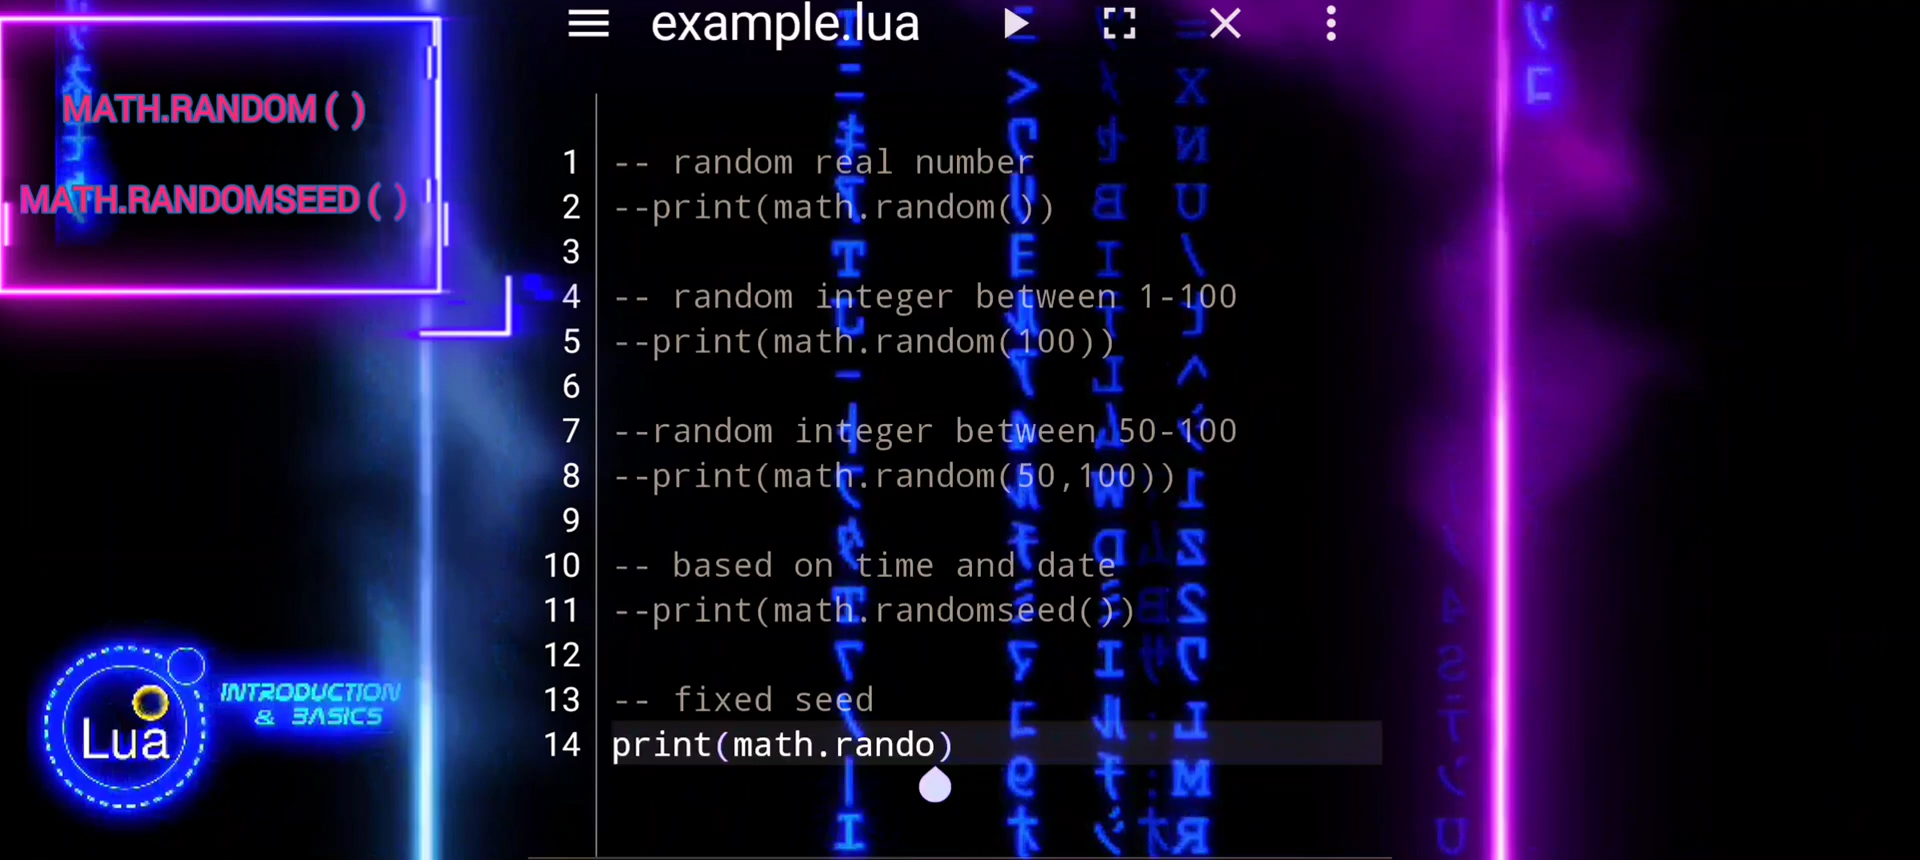 example.lua
MATH.RANDOM ( )
MATH.RANDOMSEED ( )
1 -- random real number
2 --print(math.random())
3
4 -- random integer between 1-100
5 --print(math.random(100))
6
7 --random integer between 50-100
8 --print(math.random(50,100))
9
10 -- based on time and date
11 --print(math.randomseed())
12
13 -- fixed seed
14 print(math.rando)
Lua
INTRODUCTION
& BASICS